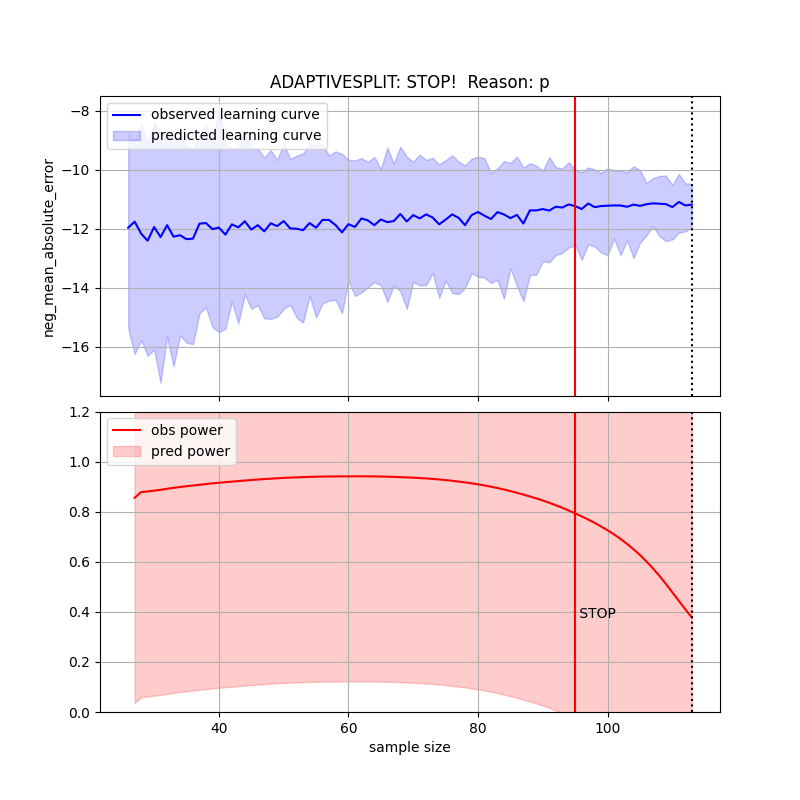 ADAPTIVESPLIT: STOP!  Reason: p
observed learning curve
predicted learning curve
−8
−10
−12
−14
−16
neg_mean_absolute_error
obs power
pred power
1.2
1.0
0.8
0.6
0.4
0.2
0.0
STOP
40 60 80 100
sample size